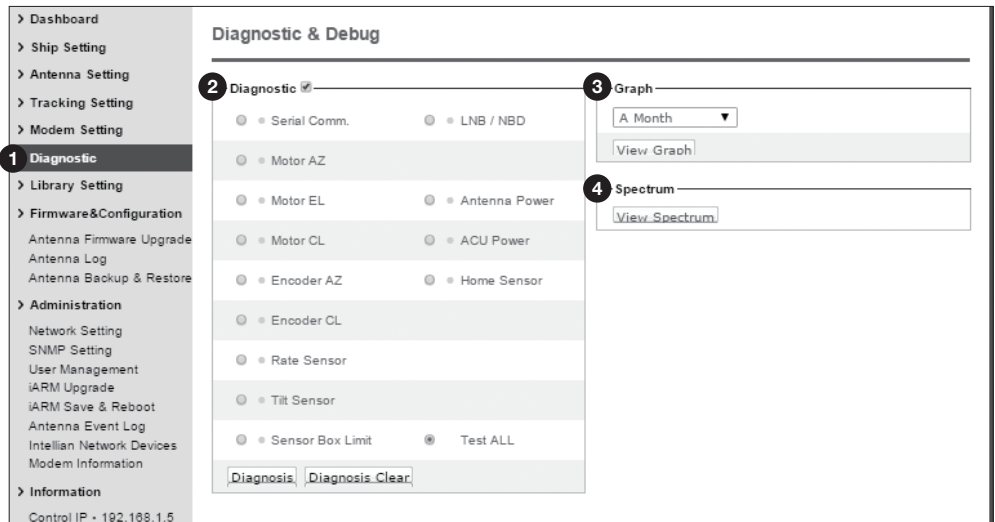 > Dashboard
> Ship Setting
> Antenna Setting
> Tracking Setting
> Modem Setting
1 Diagnostic
> Library Setting
> Firmware&Configuration
Antenna Firmware Upgrade
Antenna Log
Antenna Backup & Restore
> Administration
Network Setting
SNMP Setting
User Management
iARM Upgrade
iARM Save & Reboot
Antenna Event Log
Intellian Network Devices
Modem Information
> Information
Control IP - 192.168.1.5
Diagnostic & Debug
2 Diagnostic
Serial Comm. LNB / NBD
Motor AZ
Motor EL Antenna Power
Motor CL ACU Power
Encoder AZ Home Sensor
Encoder CL
Rate Sensor
Tilt Sensor
Sensor Box Limit Test ALL
Diagnosis Diagnosis Clear
3 Graph
A Month
View Graph
4 Spectrum
View Spectrum